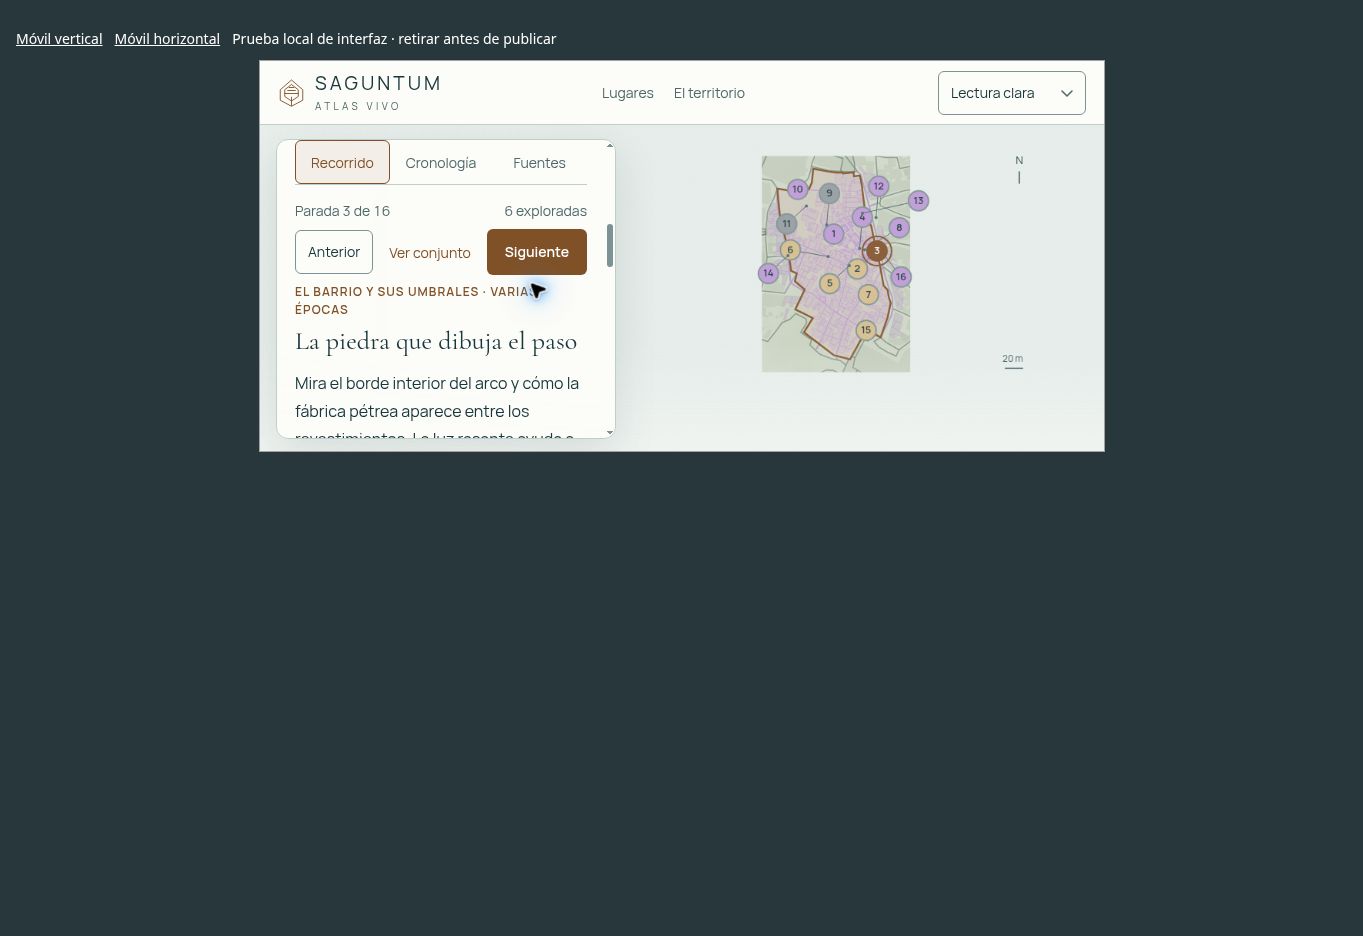 Móvil vertical Móvil horizontal Prueba local de interfaz · retirar antes de publicar
SAGUNTUM
ATLAS VIVO
Lugares El territorio
Lectura clara
Recorrido Cronología Fuentes
Parada 3 de 16 6 exploradas
Anterior Ver conjunto Siguiente
EL BARRIO Y SUS UMBRALES · VARIAS
ÉPOCAS
La piedra que dibuja el paso
Mira el borde interior del arco y cómo la
fábrica pétrea aparece entre los
N
10
9
12
13
4
11
1
8
6
3
2
14
16
5
7
15
20 m